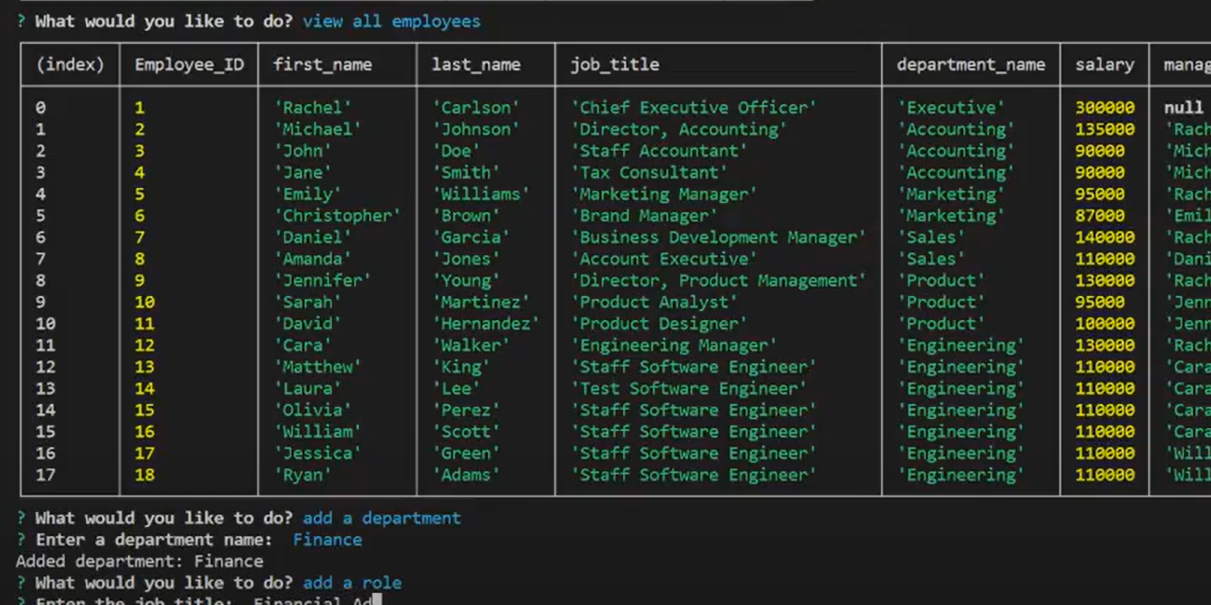 ? What would you like to do? view all employees
(index) Employee_ID first_name last_name job_title department_name salary
0 1 'Rachel' 'Carlson' 'Chief Executive Officer' 'Executive' 300000 null
1 2 'Michael' 'Johnson' 'Director, Accounting' 'Accounting' 135000 'Rach
2 3 'John' 'Doe' 'Staff Accountant' 'Accounting' 90000 'Mich
3 4 'Jane' 'Smith' 'Tax Consultant' 'Accounting' 90000 'Mich
4 5 'Emily' 'Williams' 'Marketing Manager' 'Marketing' 95000 'Rach
5 6 'Christopher' 'Brown' 'Brand Manager' 'Marketing' 87000 'Emil
6 7 'Daniel' 'Garcia' 'Business Development Manager' 'Sales' 140000 'Rach
7 8 'Amanda' 'Jones' 'Account Executive' 'Sales' 110000 'Dani
8 9 'Jennifer' 'Young' 'Director, Product Management' 'Product' 130000 'Rach
9 10 'Sarah' 'Martinez' 'Product Analyst' 'Product' 95000 'Jenn
10 11 'David' 'Hernandez' 'Product Designer' 'Product' 100000 'Jenn
11 12 'Cara' 'Walker' 'Engineering Manager' 'Engineering' 130000 'Rach
12 13 'Matthew' 'King' 'Staff Software Engineer' 'Engineering' 110000 'Cara
13 14 'Laura' 'Lee' 'Test Software Engineer' 'Engineering' 110000 'Cara
14 15 'Olivia' 'Perez' 'Staff Software Engineer' 'Engineering' 110000 'Cara
15 16 'William' 'Scott' 'Staff Software Engineer' 'Engineering' 110000 'Cara
16 17 'Jessica' 'Green' 'Staff Software Engineer' 'Engineering' 110000 'Will
17 18 'Ryan' 'Adams' 'Staff Software Engineer' 'Engineering' 110000 'Will
? What would you like to do? add a department
? Enter a department name: Finance
Added department: Finance
? What would you like to do? add a role
? Enter the job title: Financial Ad